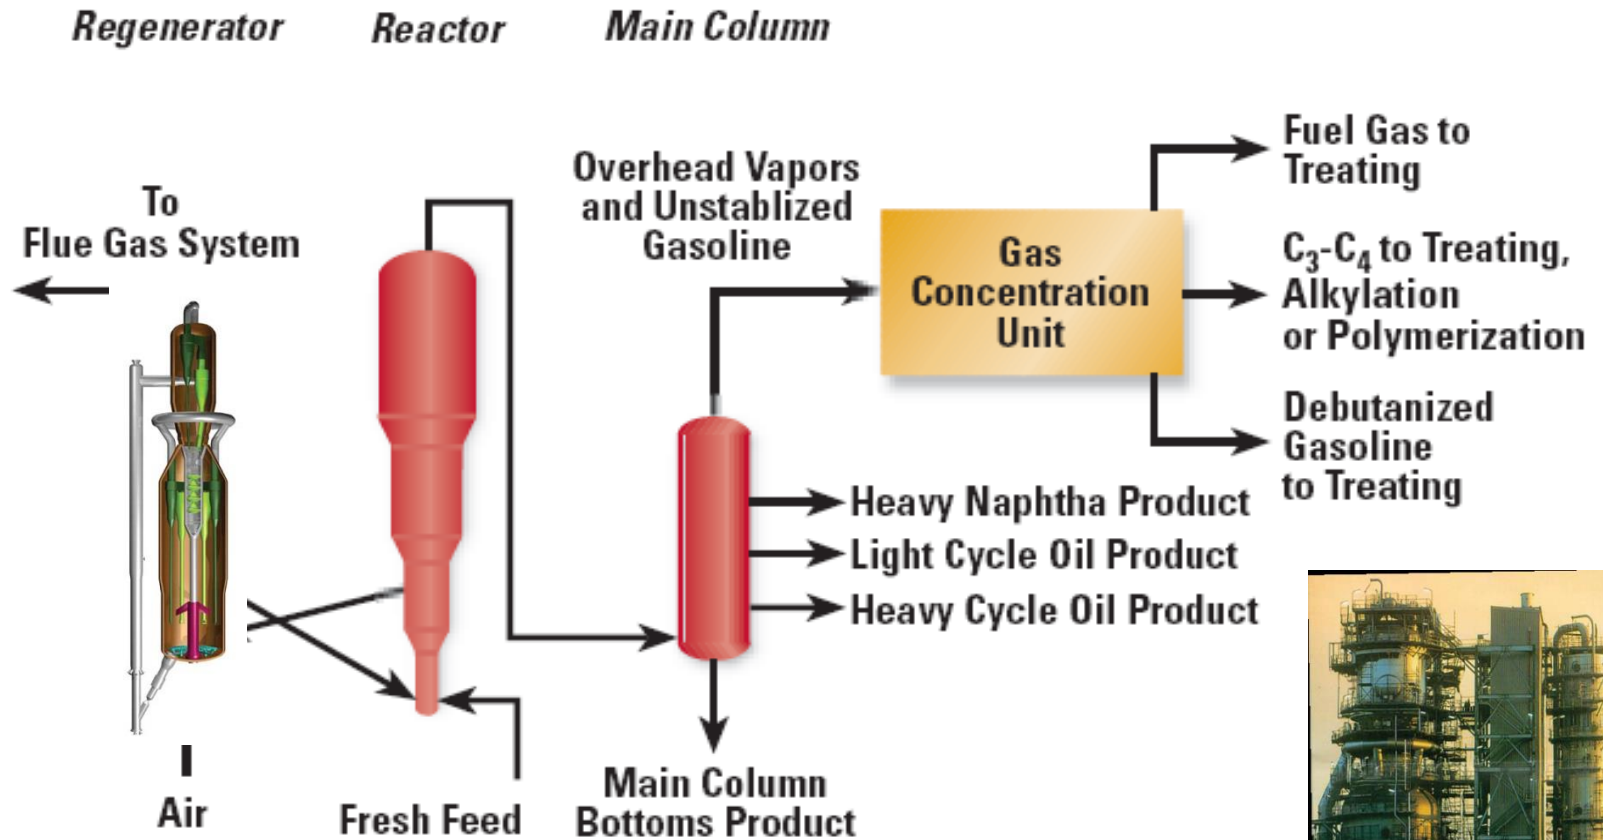 Regenerator
Reactor
Main Column
To
Flue Gas System
Overhead Vapors
and Unstablized
Gasoline
Gas
Concentration
Unit
Fuel Gas to
Treating
C₃-C₄ to Treating,
Alkylation
or Polymerization
Debutanized
Gasoline
to Treating
Heavy Naphtha Product
Light Cycle Oil Product
Heavy Cycle Oil Product
Air
Fresh Feed
Main Column
Bottoms Product